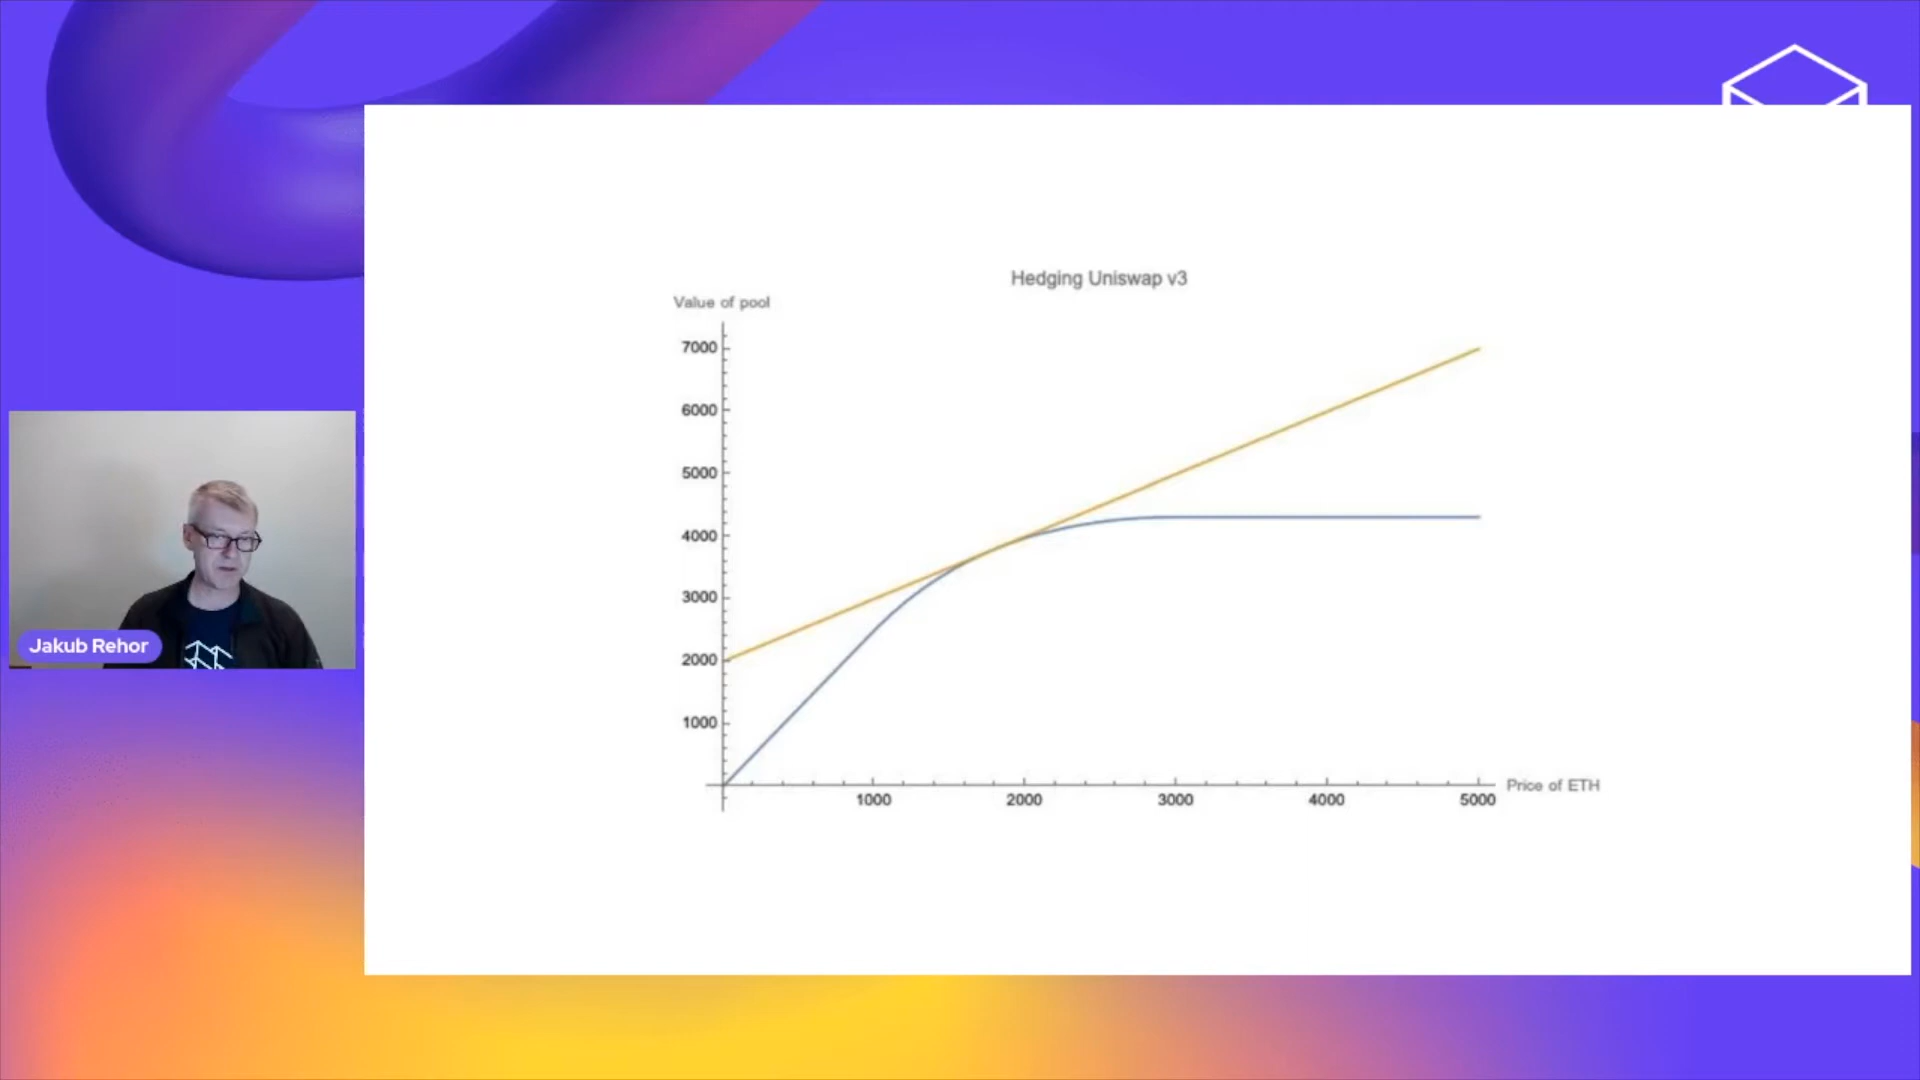 Hedging Uniswap v3
Value of pool
7000
6000
5000
4000
3000
2000
1000
1000 2000 3000 4000 5000
Price of ETH
Jakub Rehor